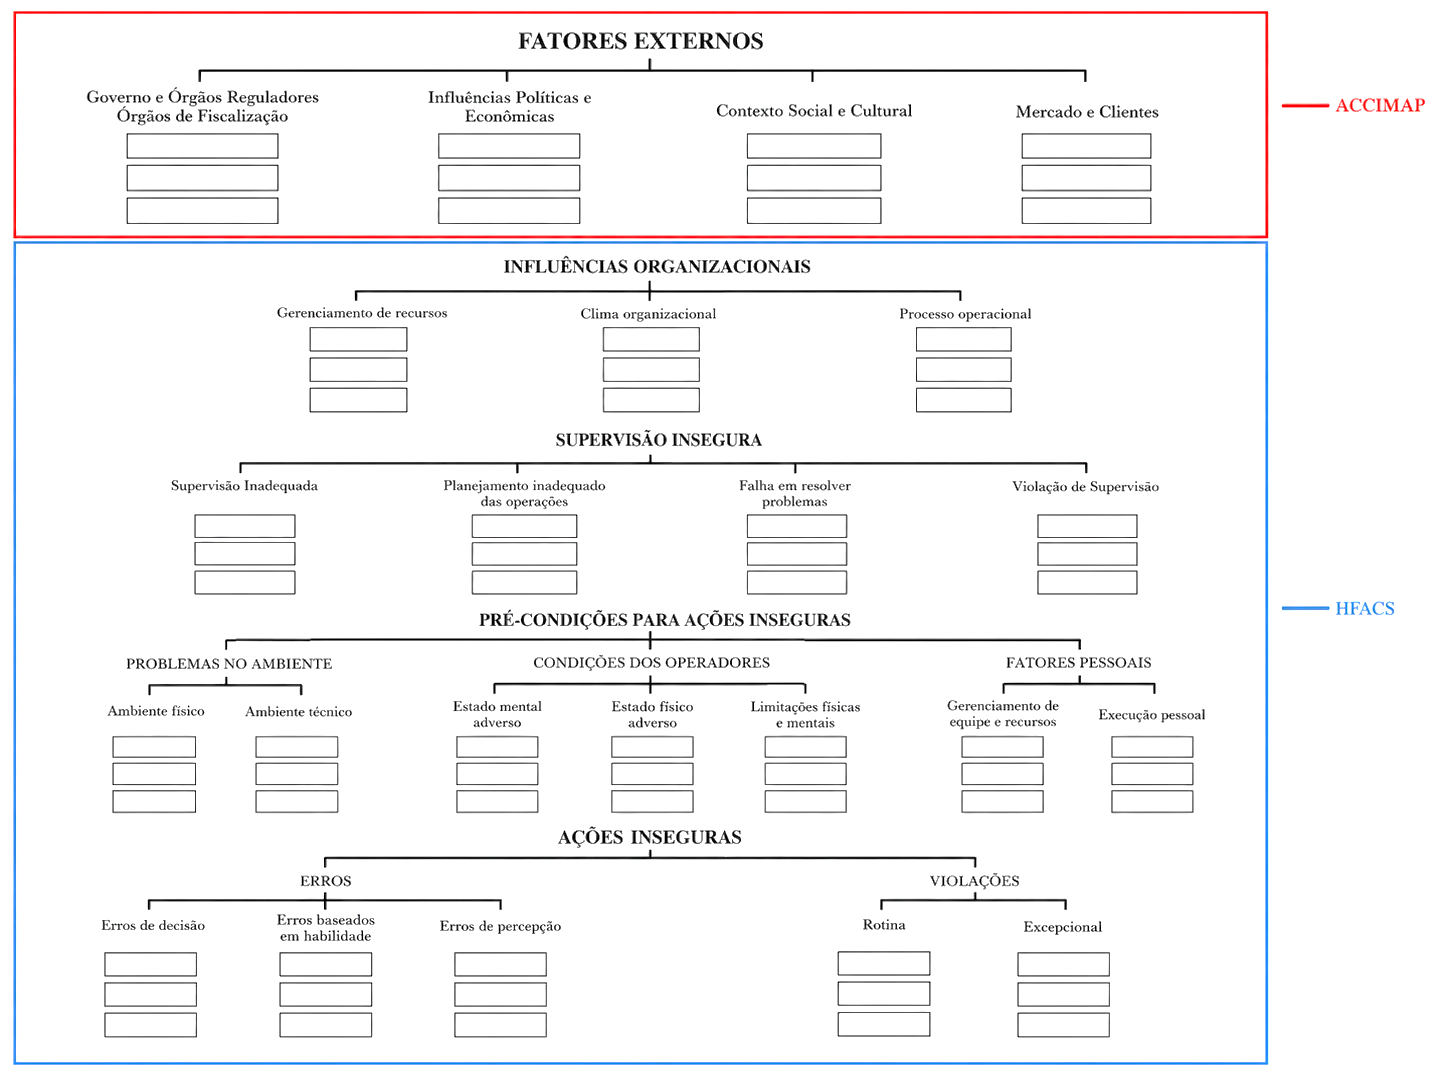 FATORES EXTERNOS
Governo e Órgãos Reguladores
Órgãos de Fiscalização
Influências Políticas e
Econômicas
Contexto Social e Cultural
Mercado e Clientes
ACCIMAP
INFLUÊNCIAS ORGANIZACIONAIS
Gerenciamento de recursos
Clima organizacional
Processo operacional
SUPERVISÃO INSEGURA
Supervisão Inadequada
Planejamento inadequado
das operações
Falha em resolver
problemas
Violação de Supervisão
HFACS
PRÉ-CONDIÇÕES PARA AÇÕES INSEGURAS
PROBLEMAS NO AMBIENTE
CONDIÇÕES DOS OPERADORES
FATORES PESSOAIS
Ambiente físico
Ambiente técnico
Estado mental
adverso
Estado físico
adverso
Limitações físicas
e mentais
Gerenciamento de
equipe e recursos
Execução pessoal
AÇÕES INSEGURAS
ERROS
VIOLAÇÕES
Erros de decisão
Erros baseados
em habilidade
Erros de percepção
Rotina
Excepcional